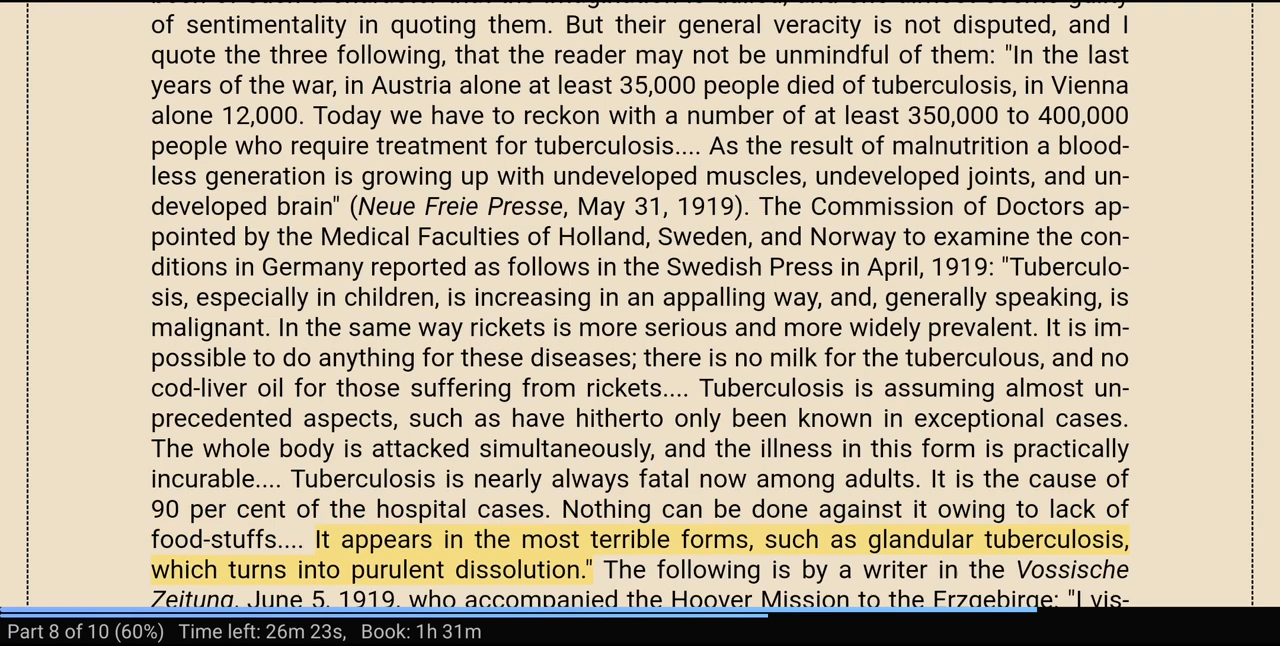 of sentimentality in quoting them. But their general veracity is not disputed, and I
quote the three following, that the reader may not be unmindful of them: "In the last
years of the war, in Austria alone at least 35,000 people died of tuberculosis, in Vienna
alone 12,000. Today we have to reckon with a number of at least 350,000 to 400,000
people who require treatment for tuberculosis.... As the result of malnutrition a blood-
less generation is growing up with undeveloped muscles, undeveloped joints, and un-
developed brain" (Neue Freie Presse, May 31, 1919). The Commission of Doctors ap-
pointed by the Medical Faculties of Holland, Sweden, and Norway to examine the con-
ditions in Germany reported as follows in the Swedish Press in April, 1919: "Tuberculo-
sis, especially in children, is increasing in an appalling way, and, generally speaking, is
malignant. In the same way rickets is more serious and more widely prevalent. It is im-
possible to do anything for these diseases; there is no milk for the tuberculous, and no
cod-liver oil for those suffering from rickets.... Tuberculosis is assuming almost un-
precedented aspects, such as have hitherto only been known in exceptional cases.
The whole body is attacked simultaneously, and the illness in this form is practically
incurable.... Tuberculosis is nearly always fatal now among adults. It is the cause of
90 per cent of the hospital cases. Nothing can be done against it owing to lack of
food-stuffs.... It appears in the most terrible forms, such as glandular tuberculosis,
which turns into purulent dissolution." The following is by a writer in the Vossische
Zeitung, June 5, 1919, who accompanied the Hoover Mission to the Erzgebirge: "I vis-
Part 8 of 10 (60%) Time left: 26m 23s, Book: 1h 31m